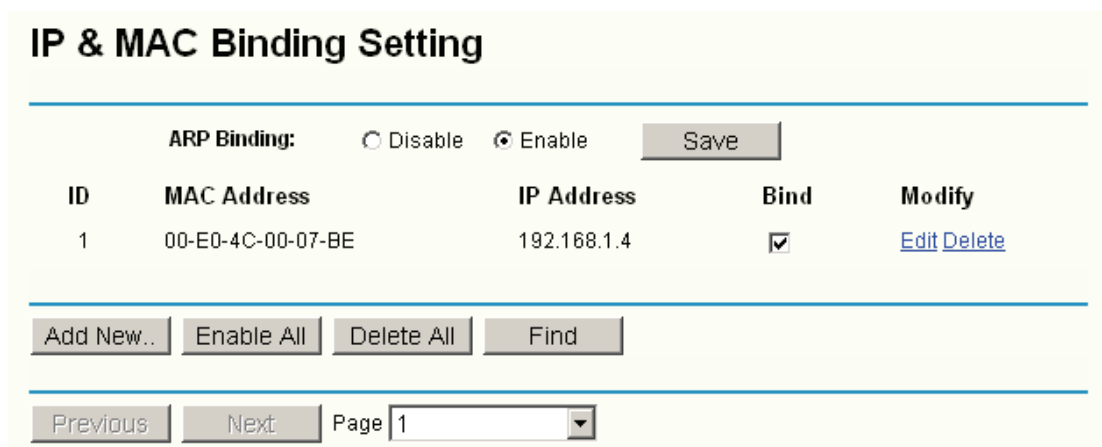 IP & MAC Binding Setting
ARP Binding: Disable Enable Save
ID MAC Address IP Address Bind Modify
1 00-E0-4C-00-07-BE 192.168.1.4 Edit Delete
Add New.. Enable All Delete All Find
Previous Next Page 1